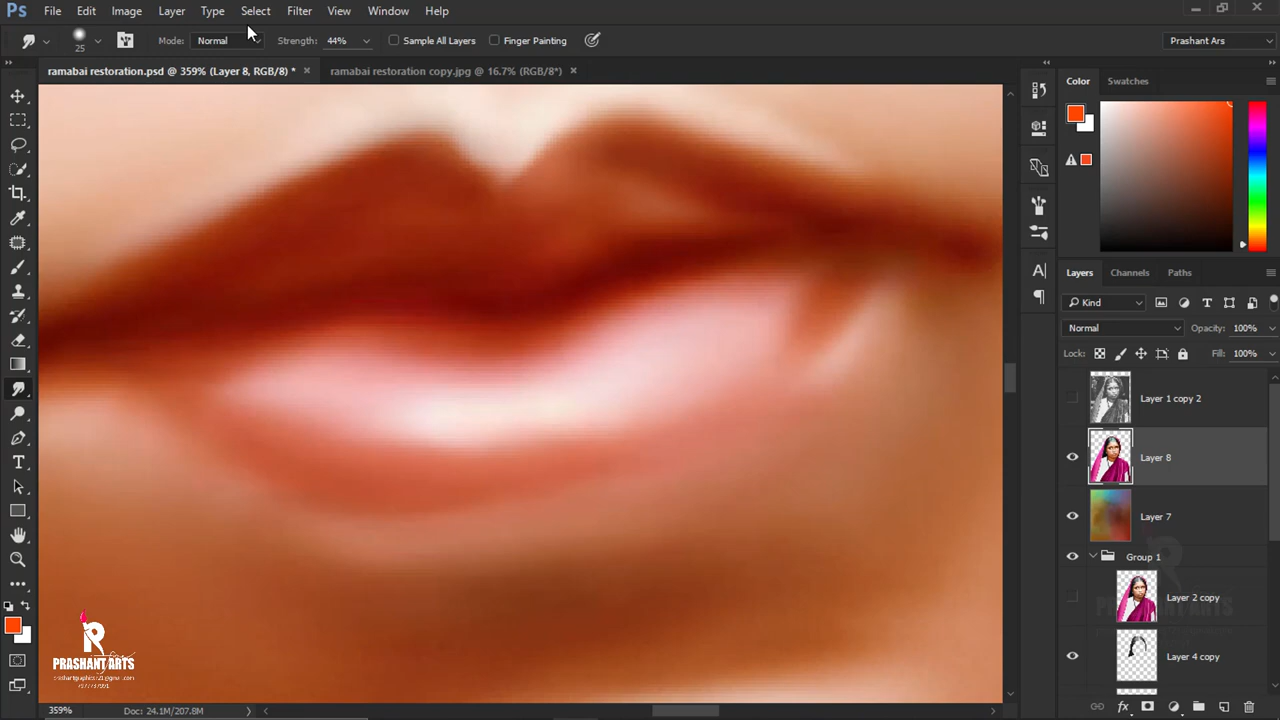 Ps File Edit Image Layer Type Select Filter View Window Help
25 Mode: Normal Strength: 44% Sample All Layers Finger Painting Prashant Ars
ramabai restoration.psd @ 359% (Layer 8, RGB/8) * × ramabai restoration copy.jpg @ 16.7% (RGB/8*) ×
Color Swatches
Layers Channels Paths
Kind
Normal Opacity: 100%
Lock: Fill: 100%
Layer 1 copy 2
Layer 8
Layer 7
Group 1
Layer 2 copy
Layer 4 copy
PRASHANT ARTS
359% Doc: 24.1M/207.8M